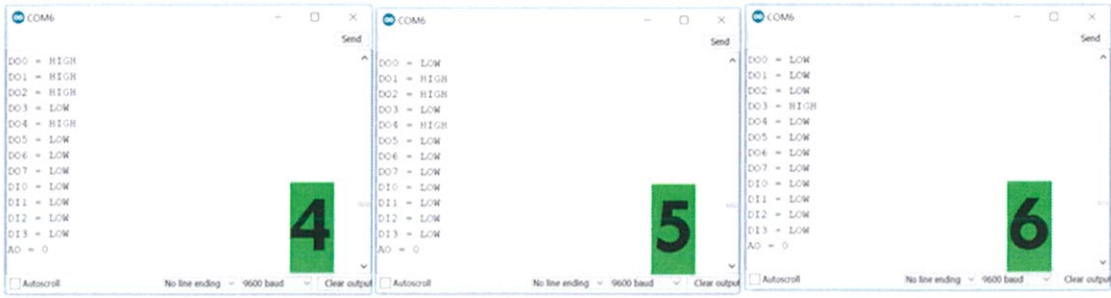 COM6
Send
DO0 = HIGH
DO1 = HIGH
DO2 = HIGH
DO3 = LOW
DO4 = HIGH
DO5 = LOW
DO6 = LOW
DO7 = LOW
DI0 = LOW
DI1 = LOW
DI2 = LOW
DI3 = LOW
AO = 0
4
Autoscroll
No line ending
9600 baud
Clear output
COM6
Send
DO0 = LOW
DO1 = HIGH
DO2 = HIGH
DO3 = LOW
DO4 = HIGH
DO5 = LOW
DO6 = LOW
DO7 = LOW
DI0 = LOW
DI1 = LOW
DI2 = LOW
DI3 = LOW
AO = 0
5
Autoscroll
No line ending
9600 baud
Clear output
COM6
Send
DO0 = LOW
DO1 = LOW
DO2 = LOW
DO3 = HIGH
DO4 = LOW
DO5 = LOW
DO6 = LOW
DO7 = LOW
DI0 = LOW
DI1 = LOW
DI2 = LOW
DI3 = LOW
AO = 0
6
Autoscroll
No line ending
9600 baud
Clear outpu